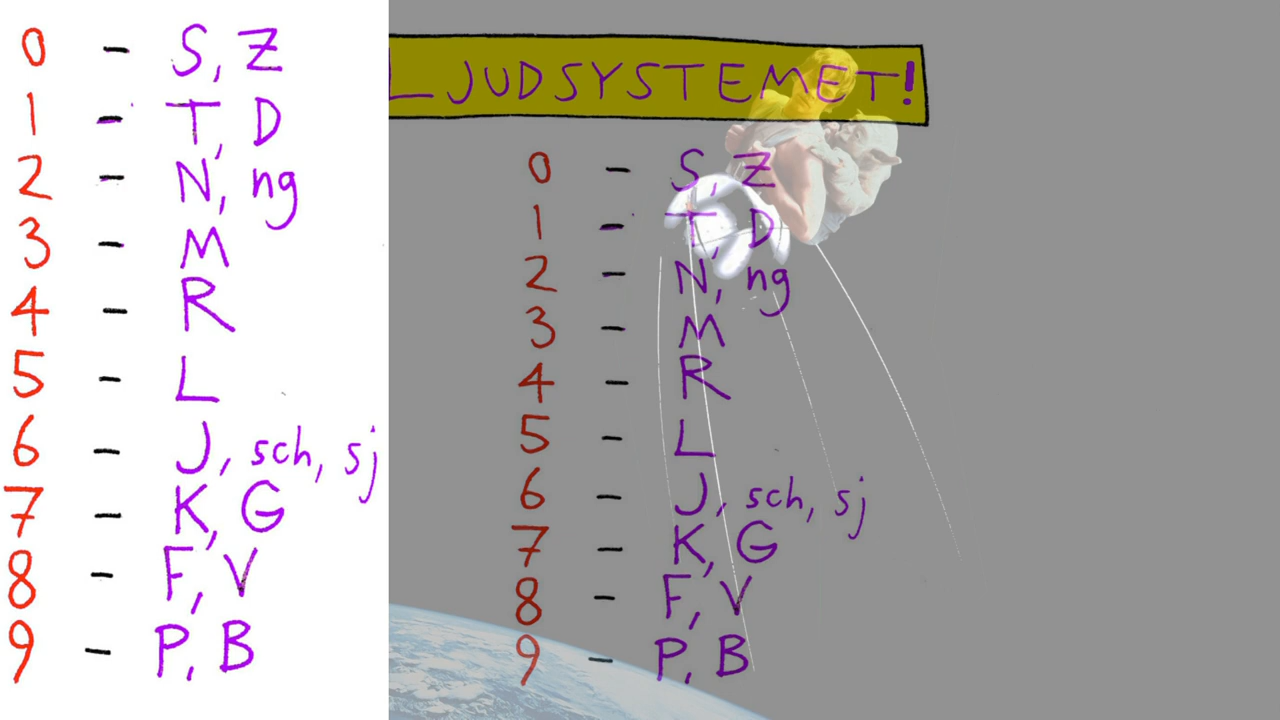 0 - S, Z
1 - T, D
2 - N, ng
3 - M
4 - R
5 - L
6 - J, sch, sj
7 - K, G
8 - F, V
9 - P, B
L JUDSYSTEMET!
0 - S, Z
1 - T, D
2 - N, ng
3 - M
4 - R
5 - L
6 - J, sch, sj
7 - K, G
8 - F, V
9 - P, B